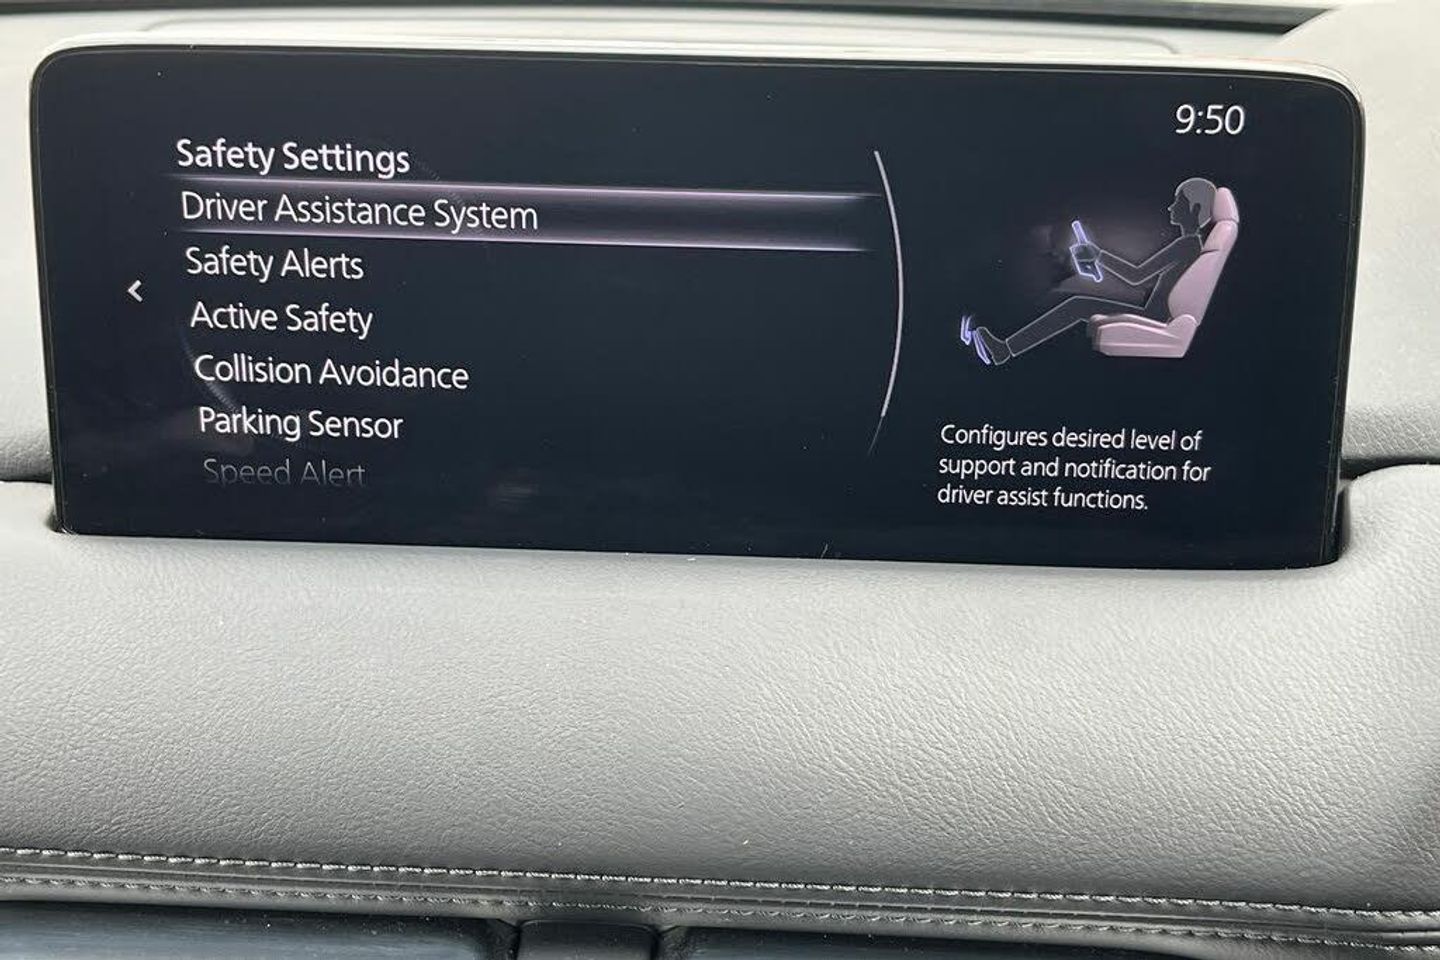 9:50
Safety Settings
Driver Assistance System
Safety Alerts
Active Safety
Collision Avoidance
Parking Sensor
Speed Alert
Configures desired level of
support and notification for
driver assist functions.